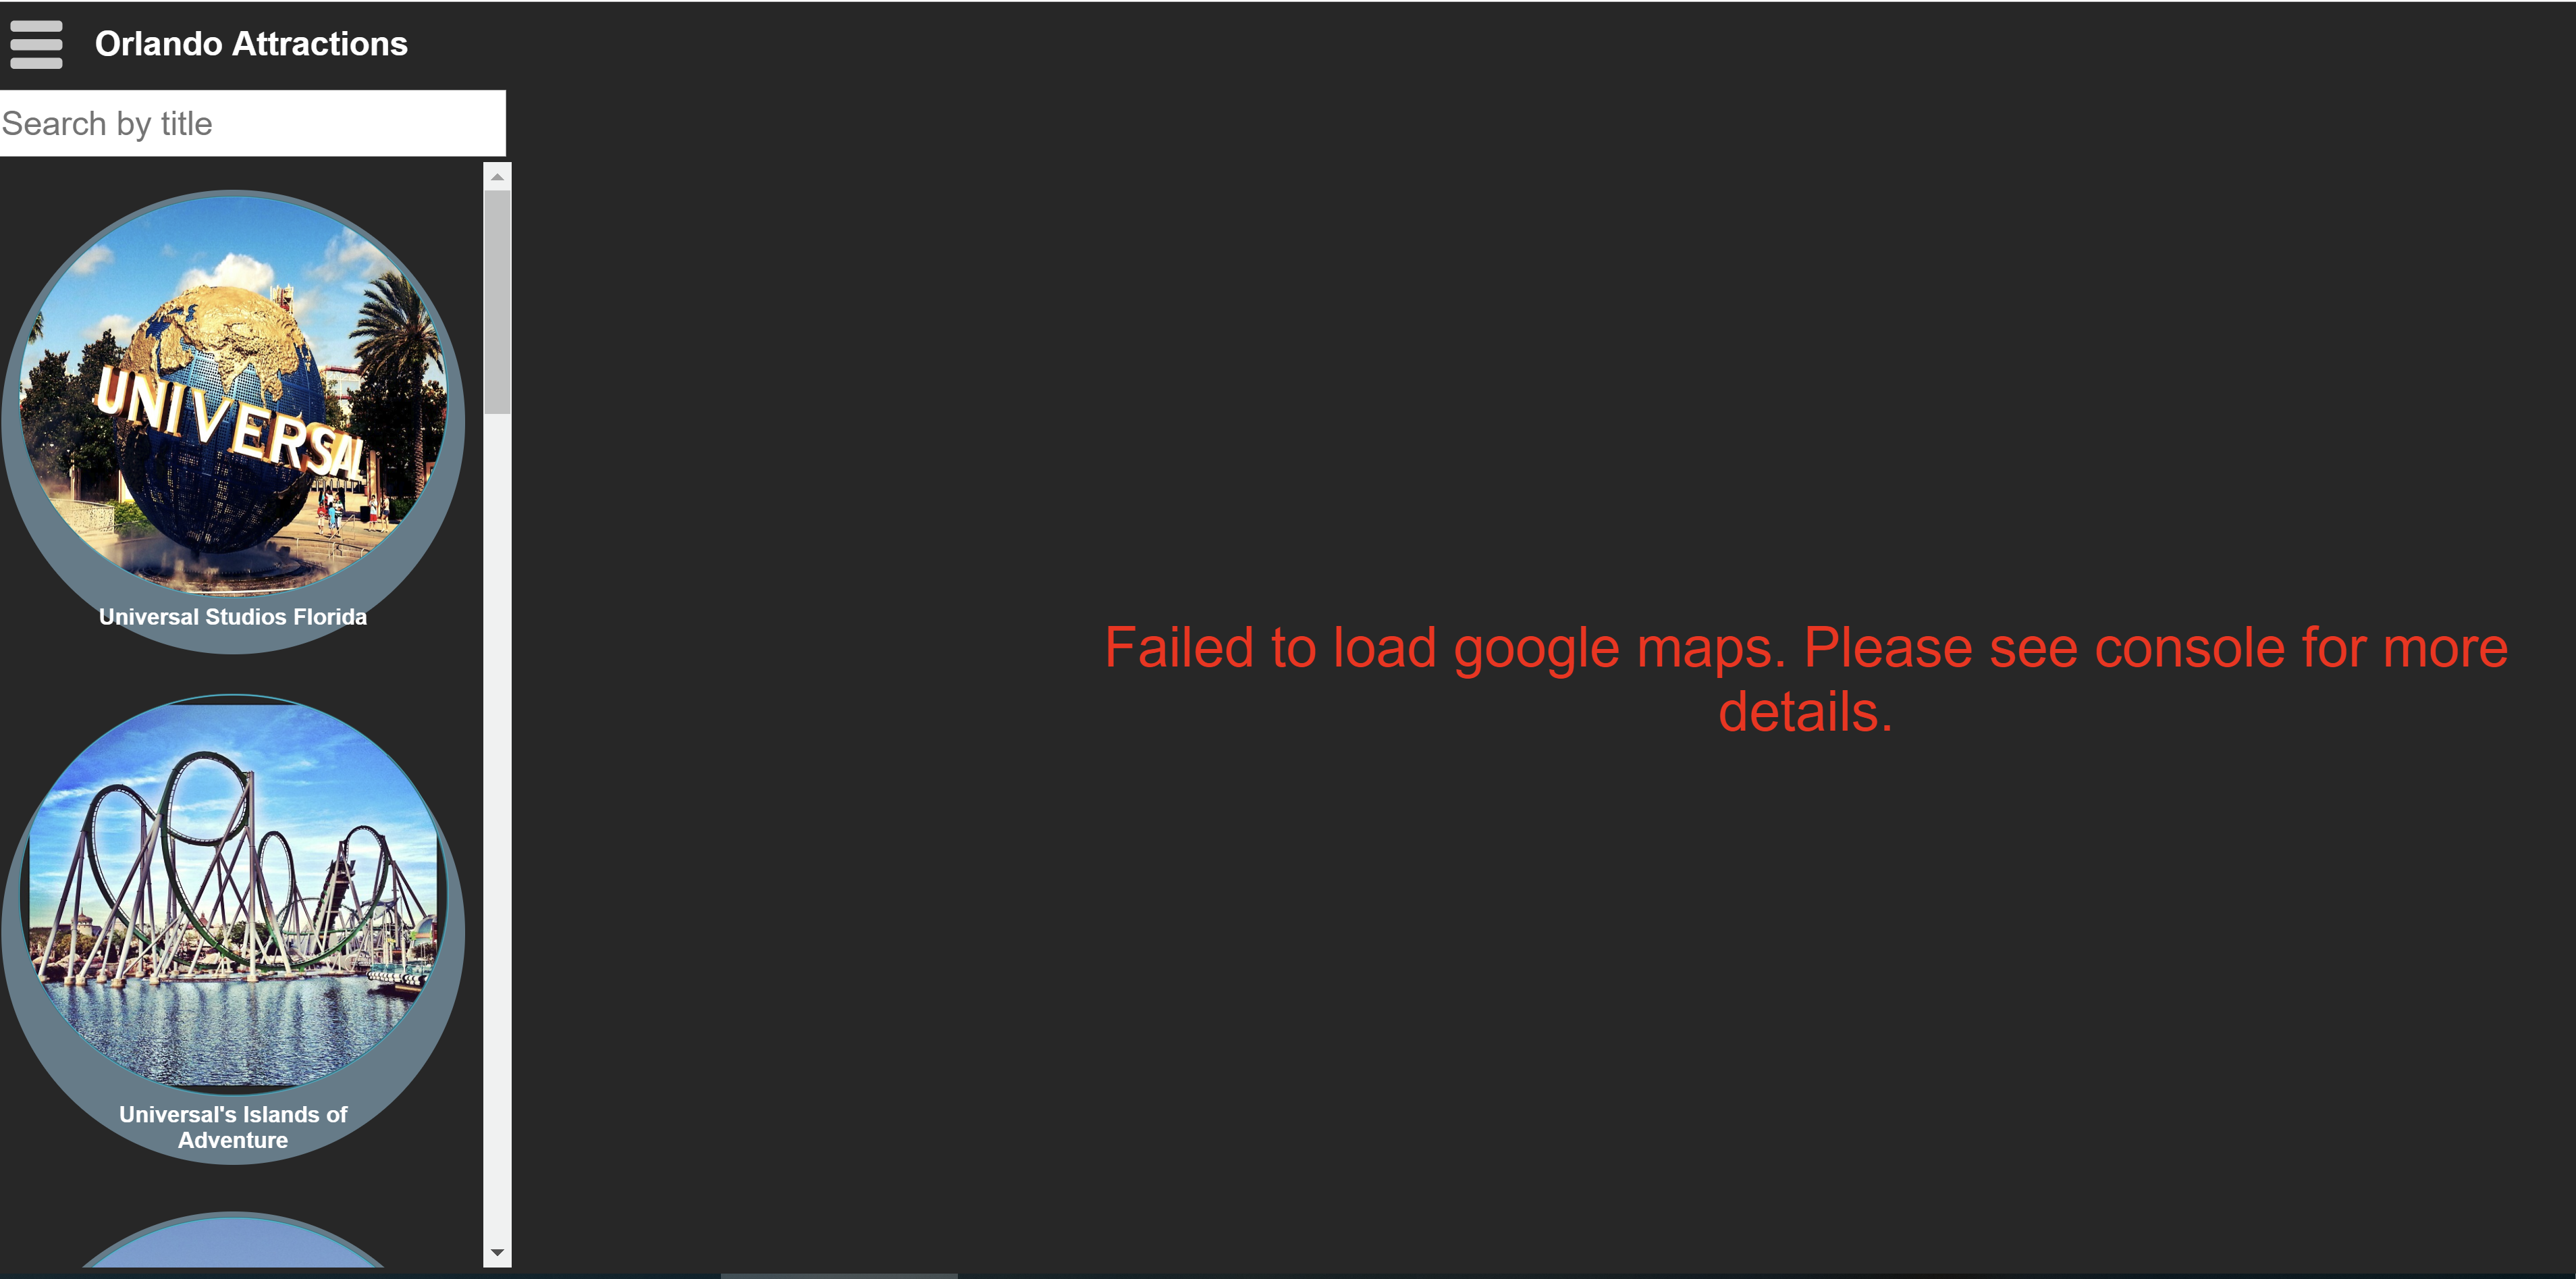 Orlando Attractions
Search by title
UNIVERSAL
Universal Studios Florida
Universal's Islands of
Adventure
Failed to load google maps. Please see console for more
details.